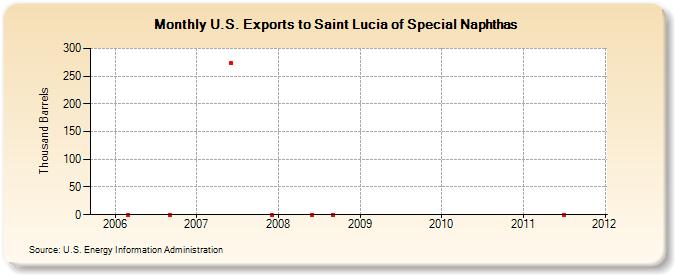 Monthly U.S. Exports to Saint Lucia of Special Naphthas
Thousand Barrels
300
250
200
150
100
50
0
2006 2007 2008 2009 2010 2011 2012
Source: U.S. Energy Information Administration